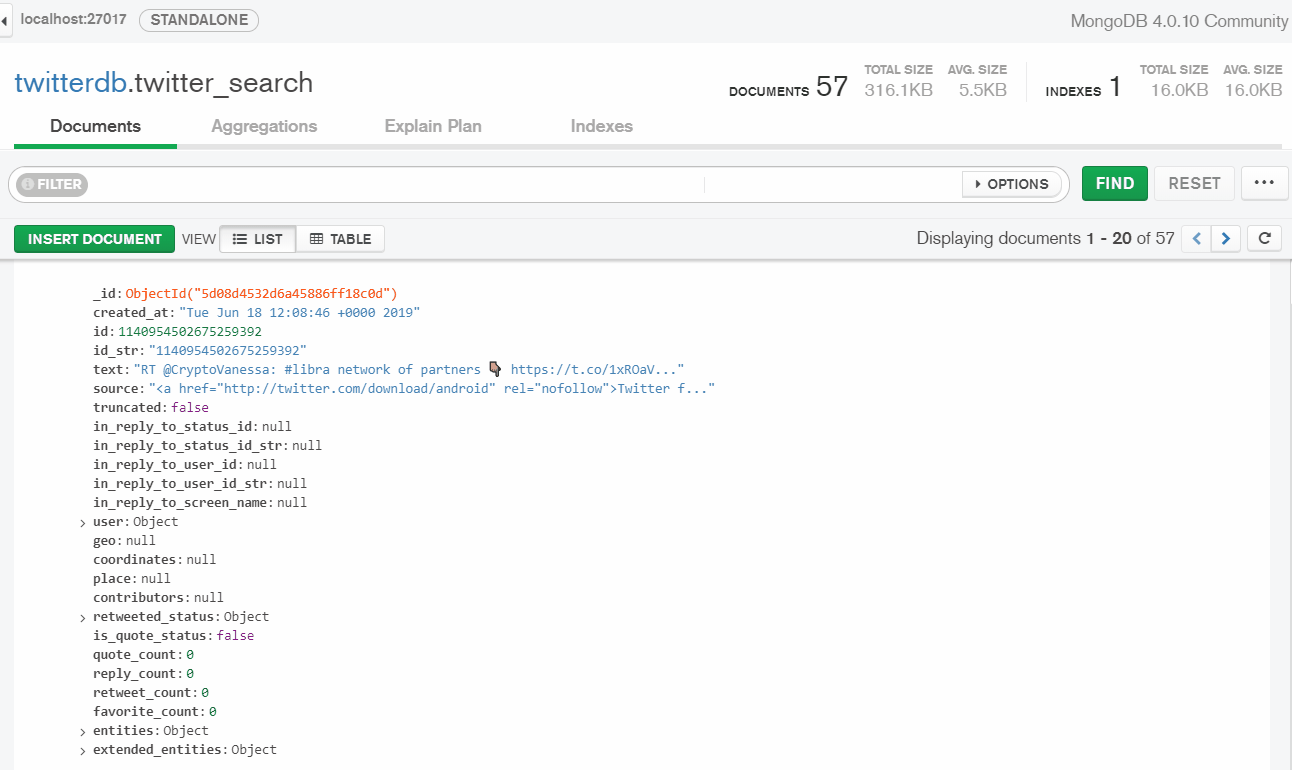 localhost:27017 STANDALONE MongoDB 4.0.10 Community
twitterdb.twitter_search
DOCUMENTS 57 TOTAL SIZE 316.1KB AVG. SIZE 5.5KB INDEXES 1 TOTAL SIZE 16.0KB AVG. SIZE 16.0KB
Documents Aggregations Explain Plan Indexes
FILTER OPTIONS FIND RESET ...
INSERT DOCUMENT VIEW LIST TABLE Displaying documents 1 - 20 of 57
_id: ObjectId("5d08d4532d6a45886ff18c0d")
created_at: "Tue Jun 18 12:08:46 +0000 2019"
id: 1140954502675259392
id_str: "1140954502675259392"
text: "RT @CryptoVanessa: #libra network of partners 👇🏽 https://t.co/1xROaV..."
source: "<a href="http://twitter.com/download/android" rel="nofollow">Twitter f..."
truncated: false
in_reply_to_status_id: null
in_reply_to_status_id_str: null
in_reply_to_user_id: null
in_reply_to_user_id_str: null
in_reply_to_screen_name: null
> user: Object
geo: null
coordinates: null
place: null
contributors: null
> retweeted_status: Object
is_quote_status: false
quote_count: 0
reply_count: 0
retweet_count: 0
favorite_count: 0
> entities: Object
> extended_entities: Object